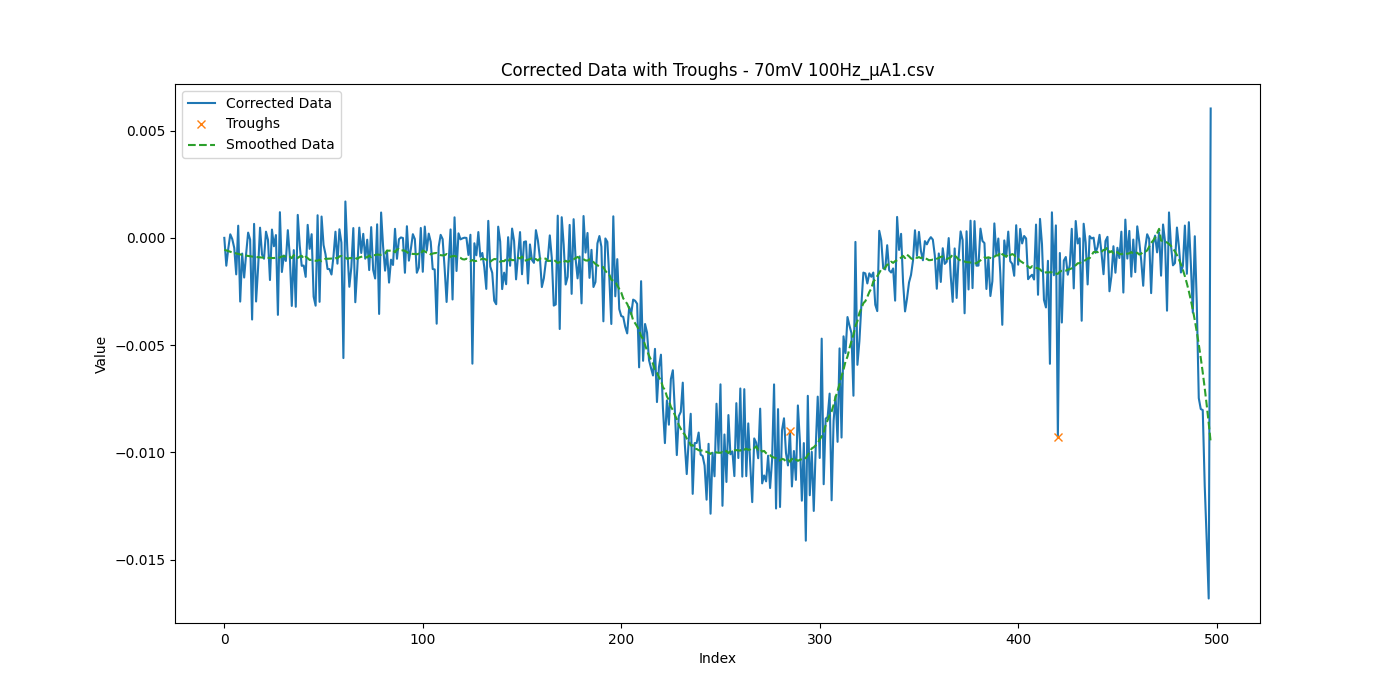 Corrected Data with Troughs - 70mV 100Hz_µA1.csv
Corrected Data
Troughs
Smoothed Data
0.005
0.000
−0.005
−0.010
−0.015
Value
0
100
200
300
400
500
Index